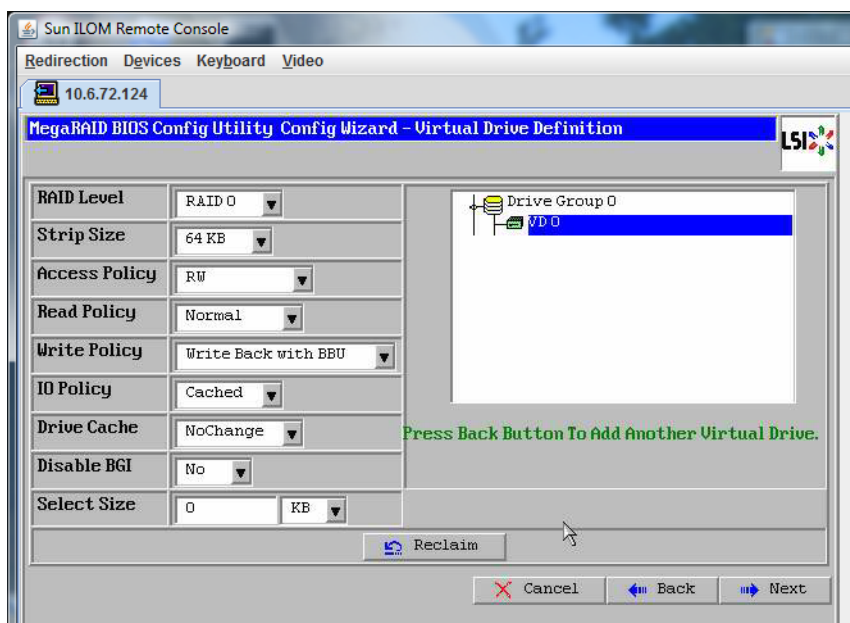 Sun ILOM Remote Console
Redirection Devices Keyboard Video
10.6.72.124
MegaRAID BIOS Config Utility Config Wizard - Virtual Drive Definition
LSI
RAID Level RAID 0
Strip Size 64 KB
Access Policy RW
Read Policy Normal
Write Policy Write Back with BBU
IO Policy Cached
Drive Cache NoChange
Disable BGI No
Select Size 0 KB
Drive Group 0
VD 0
Press Back Button To Add Another Virtual Drive.
Reclaim
Cancel Back Next